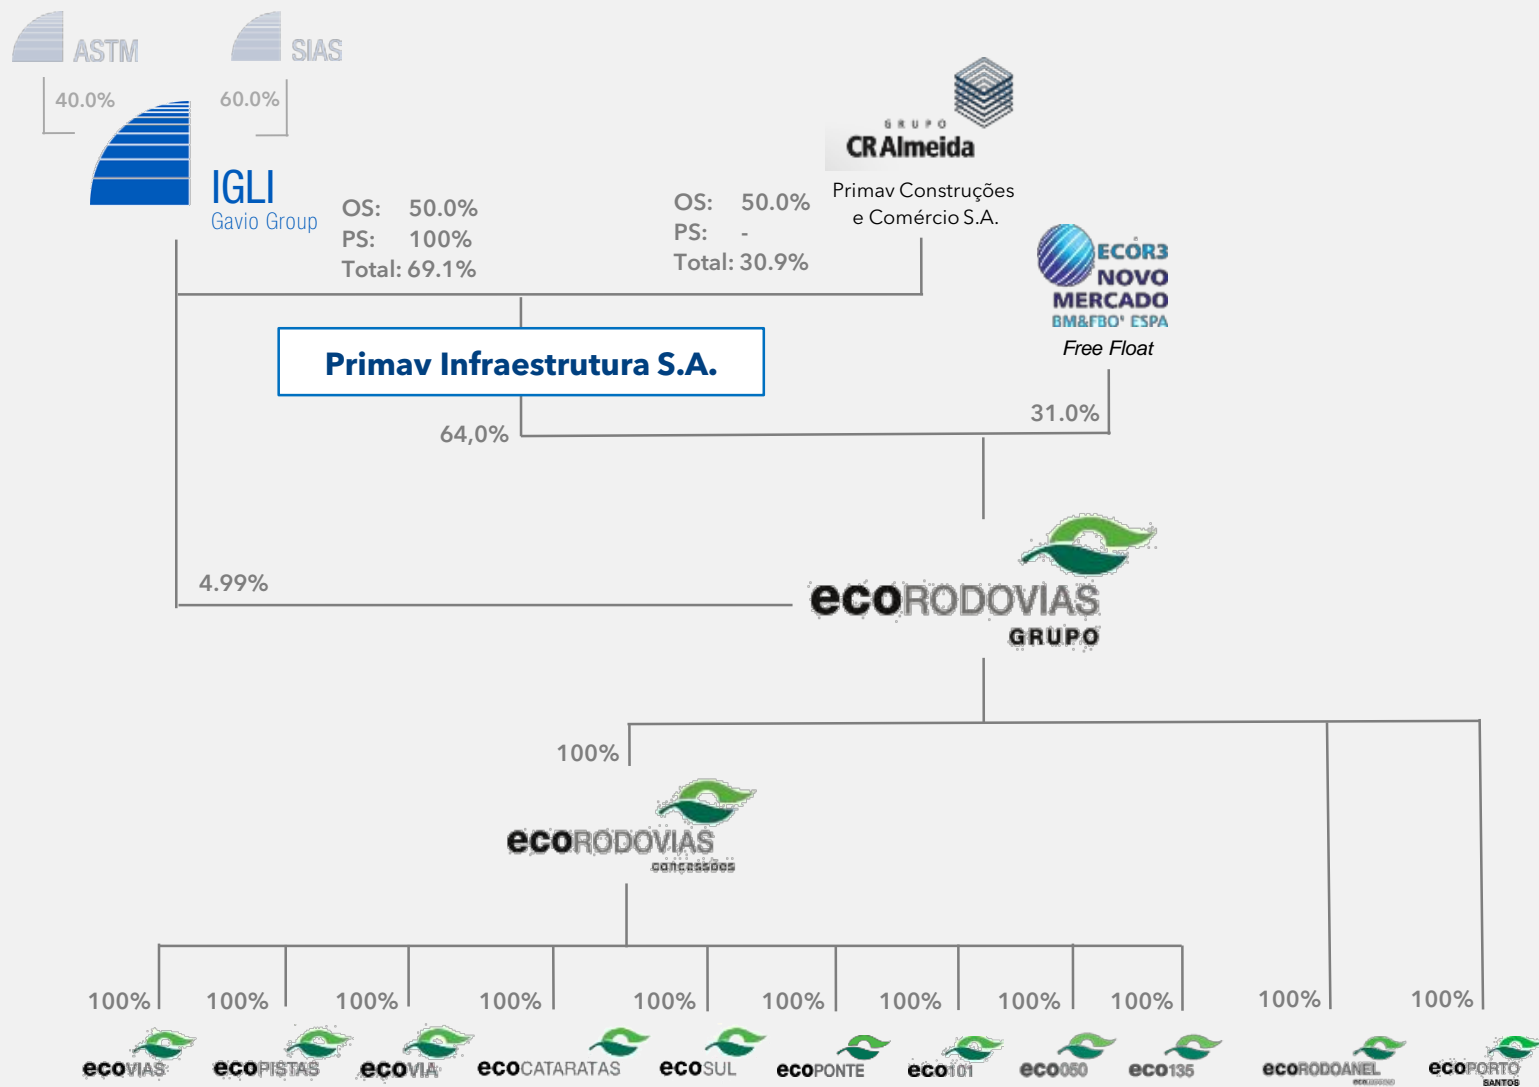 ASTM
SIAS
40.0%
60.0%
GRUPO
CR Almeida
IGLI
Gavio Group
OS: 50.0%
PS: 100%
Total: 69.1%
OS: 50.0%
PS: -
Total: 30.9%
Primav Construções
e Comércio S.A.
ECOR3
NOVO
MERCADO
BM&FBO' ESPA
Free Float
Primav Infraestrutura S.A.
64,0%
31.0%
4.99%
ecoRODOVIAS
GRUPO
100%
ecoRODOVIAS
concessões
100%
100%
100%
100%
100%
100%
100%
100%
100%
100%
100%
ecoVIAS
ecoPISTAS
ecoVIA
ecoCATARATAS
ecoSUL
ecoPONTE
eco101
eco050
eco135
ecoRODOANEL
ecoPORTO
SANTOS